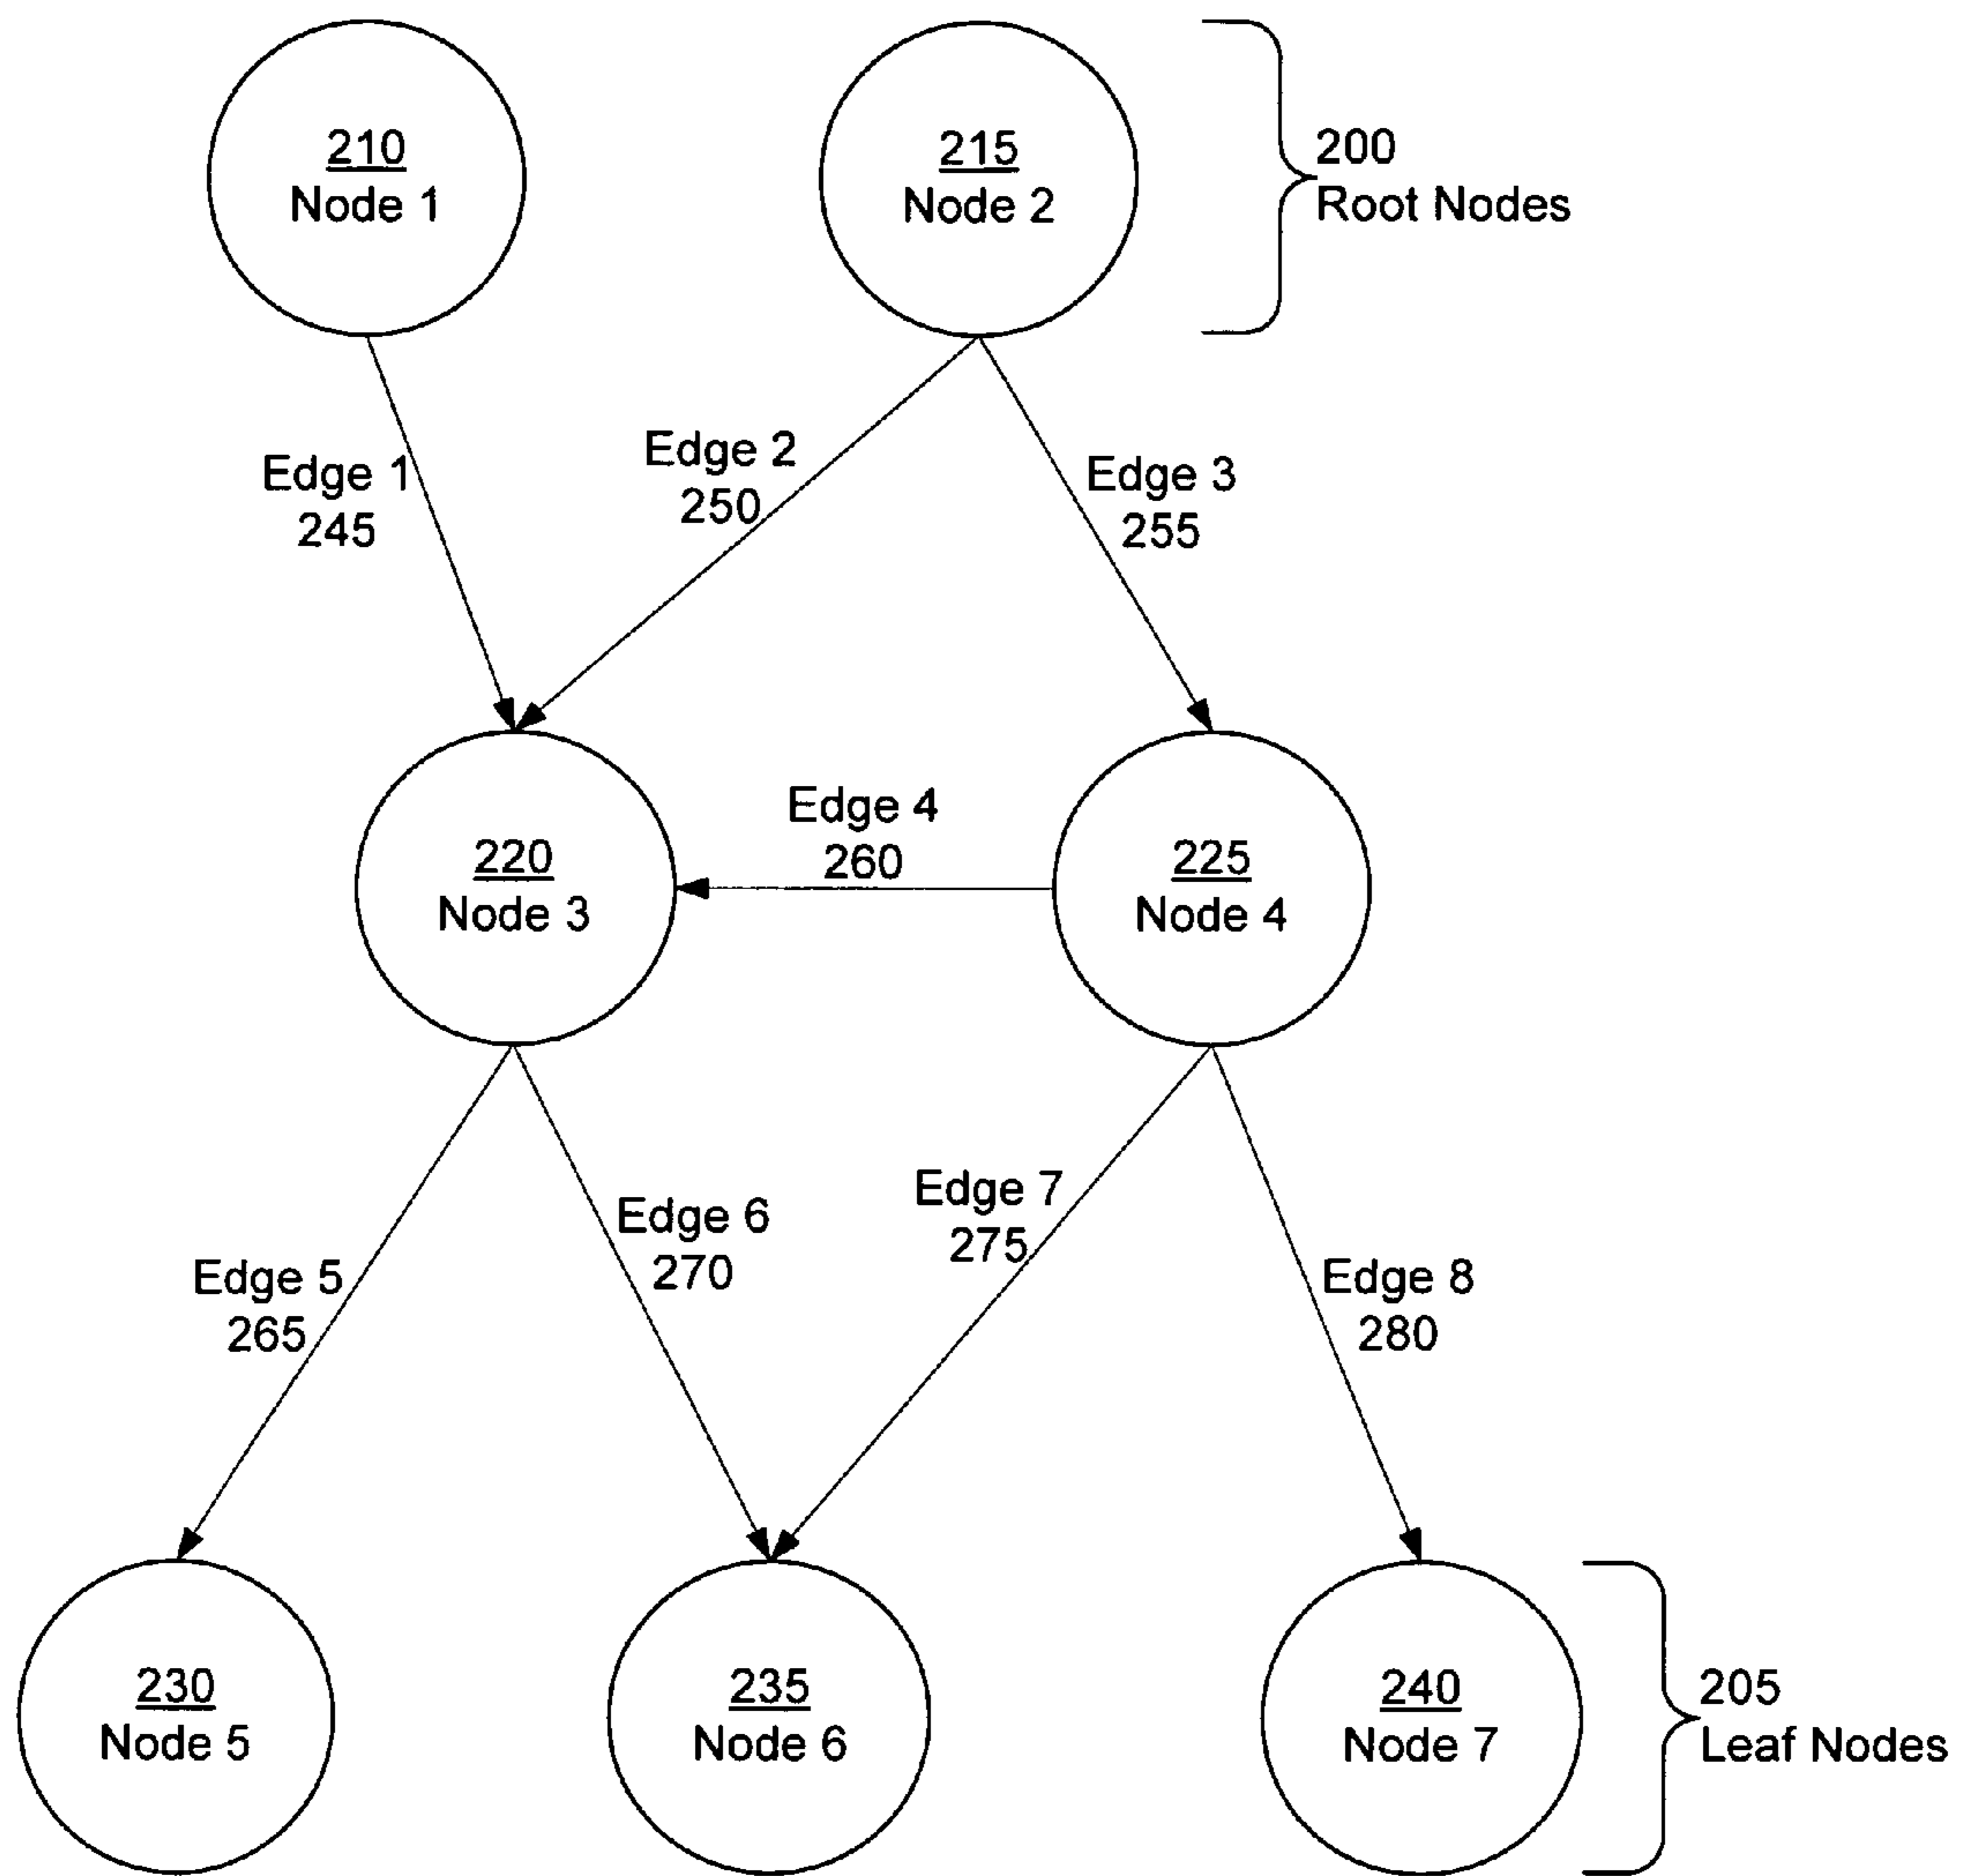 210
Node 1
215
Node 2
200
Root Nodes
Edge 1
245
Edge 2
250
Edge 3
255
220
Node 3
Edge 4
260
225
Node 4
Edge 5
265
Edge 6
270
Edge 7
275
Edge 8
280
230
Node 5
235
Node 6
240
Node 7
205
Leaf Nodes